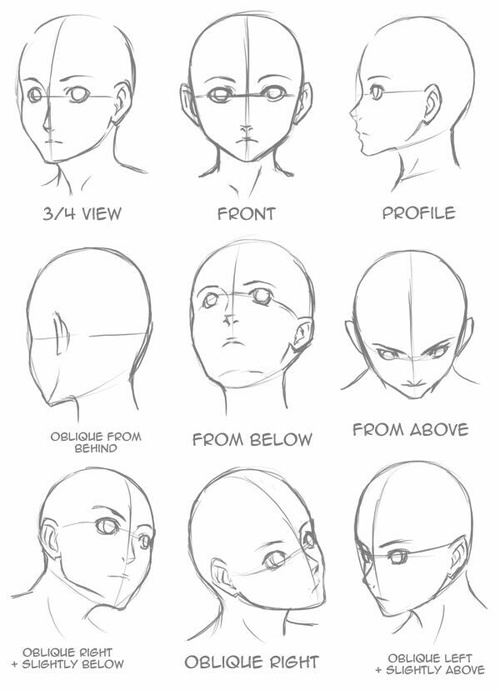 3/4 VIEW
FRONT
PROFILE
OBLIQUE FROM
BEHIND
FROM BELOW
FROM ABOVE
OBLIQUE RIGHT
+ SLIGHTLY BELOW
OBLIQUE RIGHT
OBLIQUE LEFT
+ SLIGHTLY ABOVE